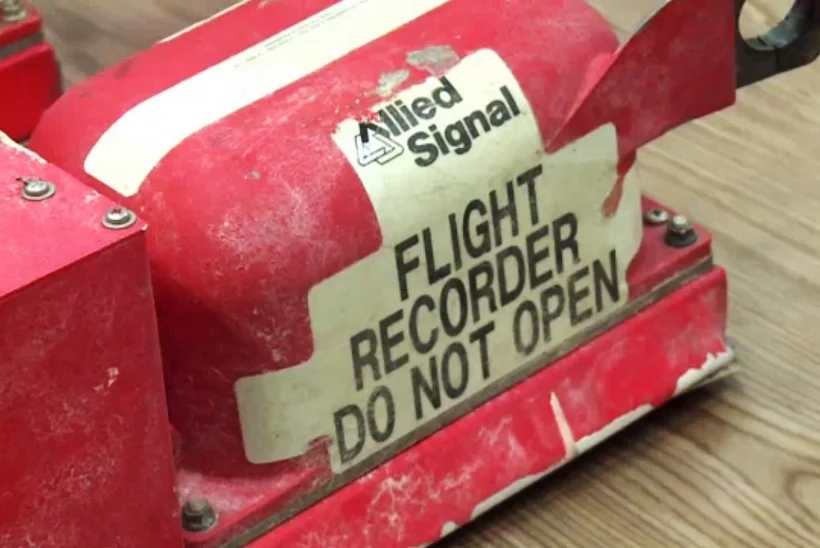 Allied
Signal
FLIGHT
RECORDER
DO NOT OPEN